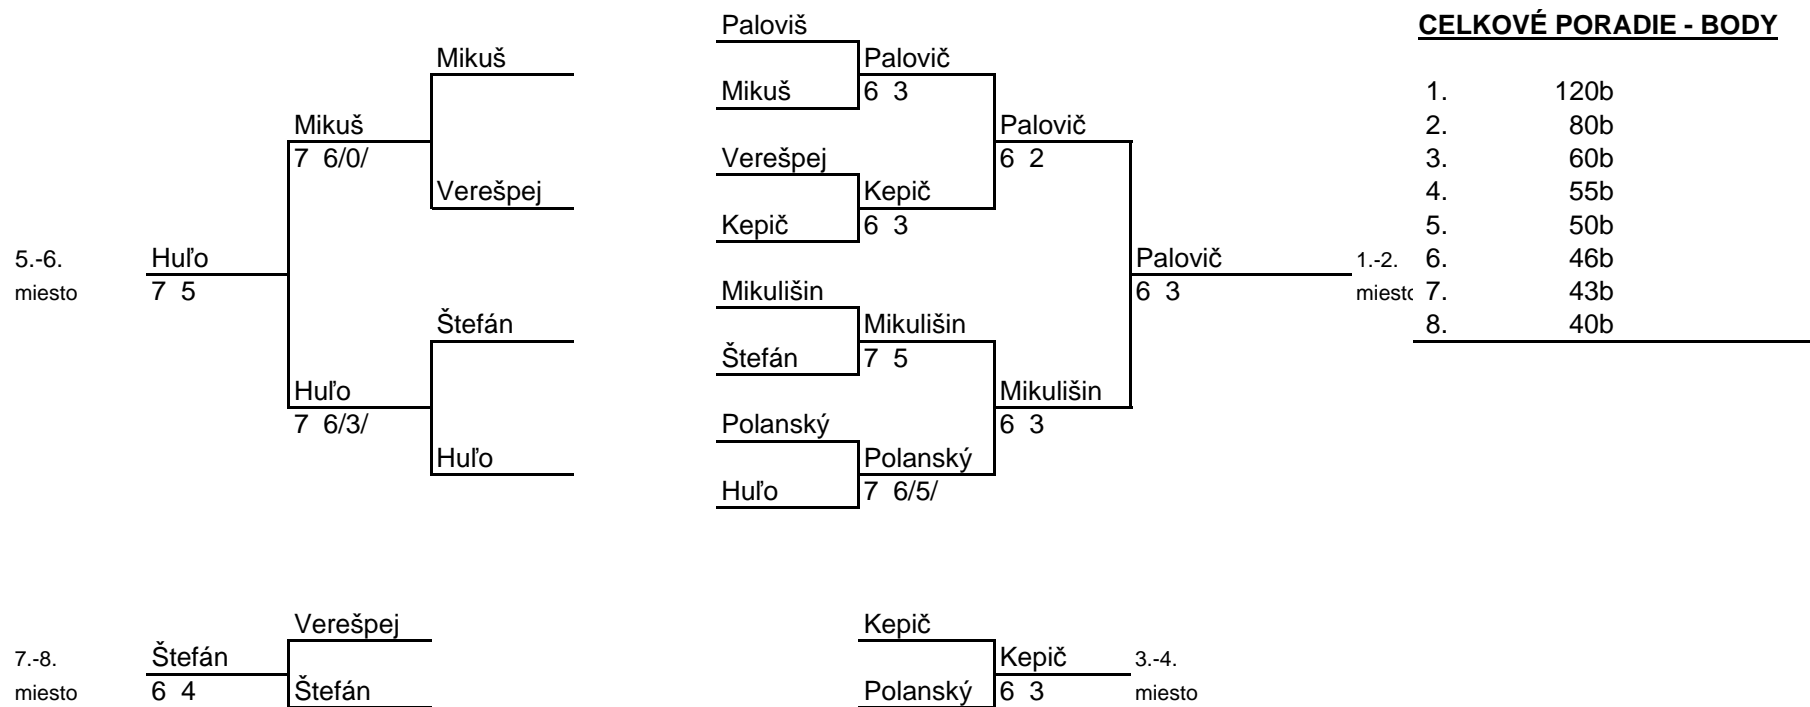 Paloviš
CELKOVÉ PORADIE - BODY
Mikuš
Palovič
Mikuš
6 3
1. 120b
Mikuš
Palovič
2. 80b
7 6/0/
Verešpej
6 2
3. 60b
Verešpej
Kepič
4. 55b
Kepič
6 3
5. 50b
5.-6.
Huľo
Palovič
1.-2.
6. 46b
miesto
7 5
Mikulišin
6 3
miesto
7. 43b
Štefán
Mikulišin
8. 40b
Štefán
7 5
Huľo
Mikulišin
7 6/3/
Polanský
6 3
Huľo
Polanský
Huľo
7 6/5/
Verešpej
Kepič
7.-8.
Štefán
Kepič
3.-4.
miesto
6 4
Štefán
Polanský
6 3
miesto